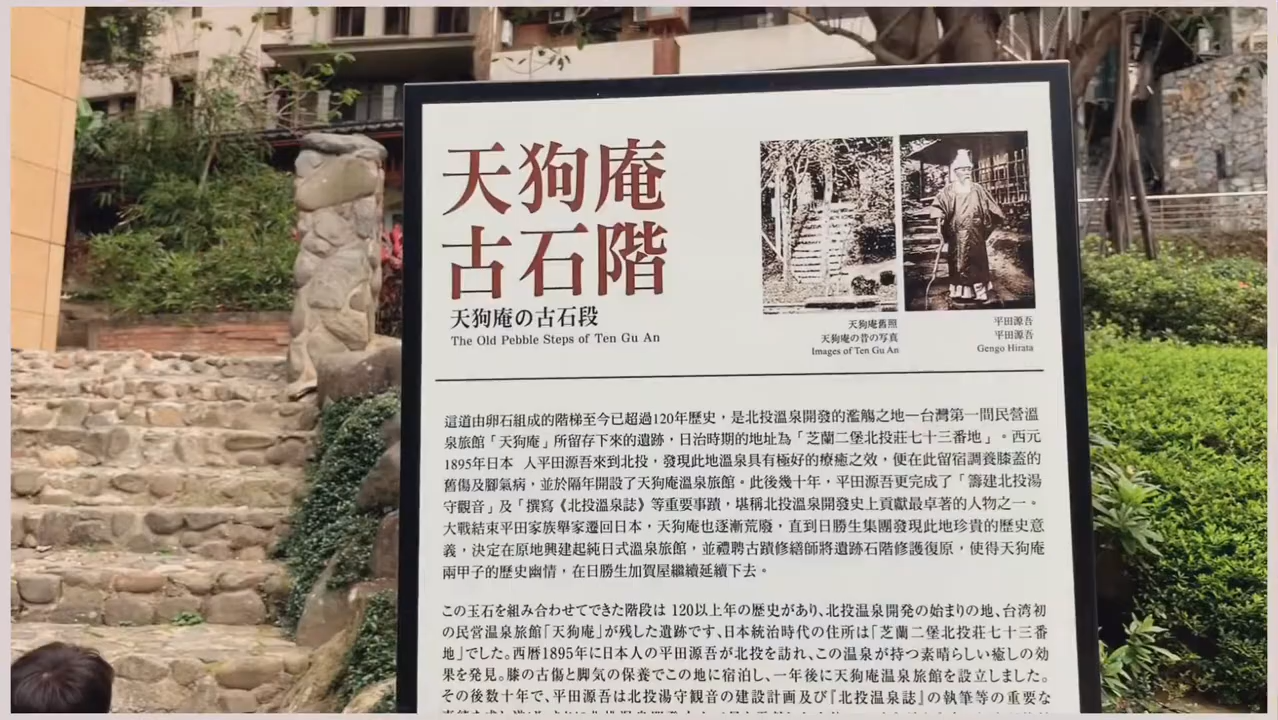 天狗庵
古石階
天狗庵の古石段
The Old Pebble Steps of Ten Gu An
天狗庵舊照
天狗庵の昔の写真
Images of Ten Gu An
平田源吾
平田源吾
Gengo Hirata
這道由卵石組成的階梯至今已超過120年歷史，是北投溫泉開發的濫觴之地—台灣第一間民營溫
泉旅館「天狗庵」所留存下來的遺跡，日治時期的地址為「芝蘭二堡北投莊七十三番地」。西元
1895年日本 人平田源吾來到北投，發現此地溫泉具有極好的療癒之效，便在此留宿調養膝蓋的
舊傷及腳氣病，並於隔年開設了天狗庵溫泉旅館。此後幾十年，平田源吾更完成了「籌建北投湯
守觀音」及「撰寫《北投溫泉誌》等重要事蹟，堪稱北投溫泉開發史上貢獻最卓著的人物之一。
大戰結束平田家族舉家遷回日本，天狗庵也逐漸荒廢，直到日勝生集團發現此地珍貴的歷史意
義，決定在原地興建起純日式溫泉旅館，並禮聘古蹟修繕師將遺跡石階修護復原，使得天狗庵
兩甲子的歷史幽情，在日勝生加賀屋繼續延續下去。
この玉石を組み合わせてできた階段は 120以上年の歴史があり、北投温泉開発の始まりの地、台湾初
の民営温泉旅館「天狗庵」が残した遺跡です、日本統治時代の住所は「芝蘭二堡北投荘七十三番
地」でした。西暦1895年に日本人の平田源吾が北投を訪れ、この温泉が持つ素晴らしい癒しの効
果を発見。膝の古傷と脚気の保養でこの地に宿泊し、一年後に天狗庵温泉旅館を設立しました。
その後数十年で、平田源吾は北投湯守観音の建設計画及び『北投温泉誌』の執筆等の重要な